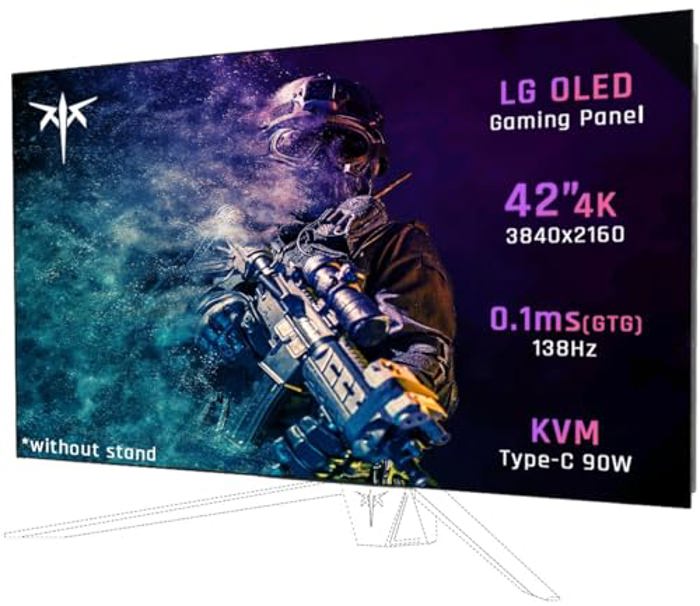 LG OLED
Gaming Panel
42" 4K
3840x2160
0.1ms(GTG)
138Hz
KVM
Type-C 90W
*without stand